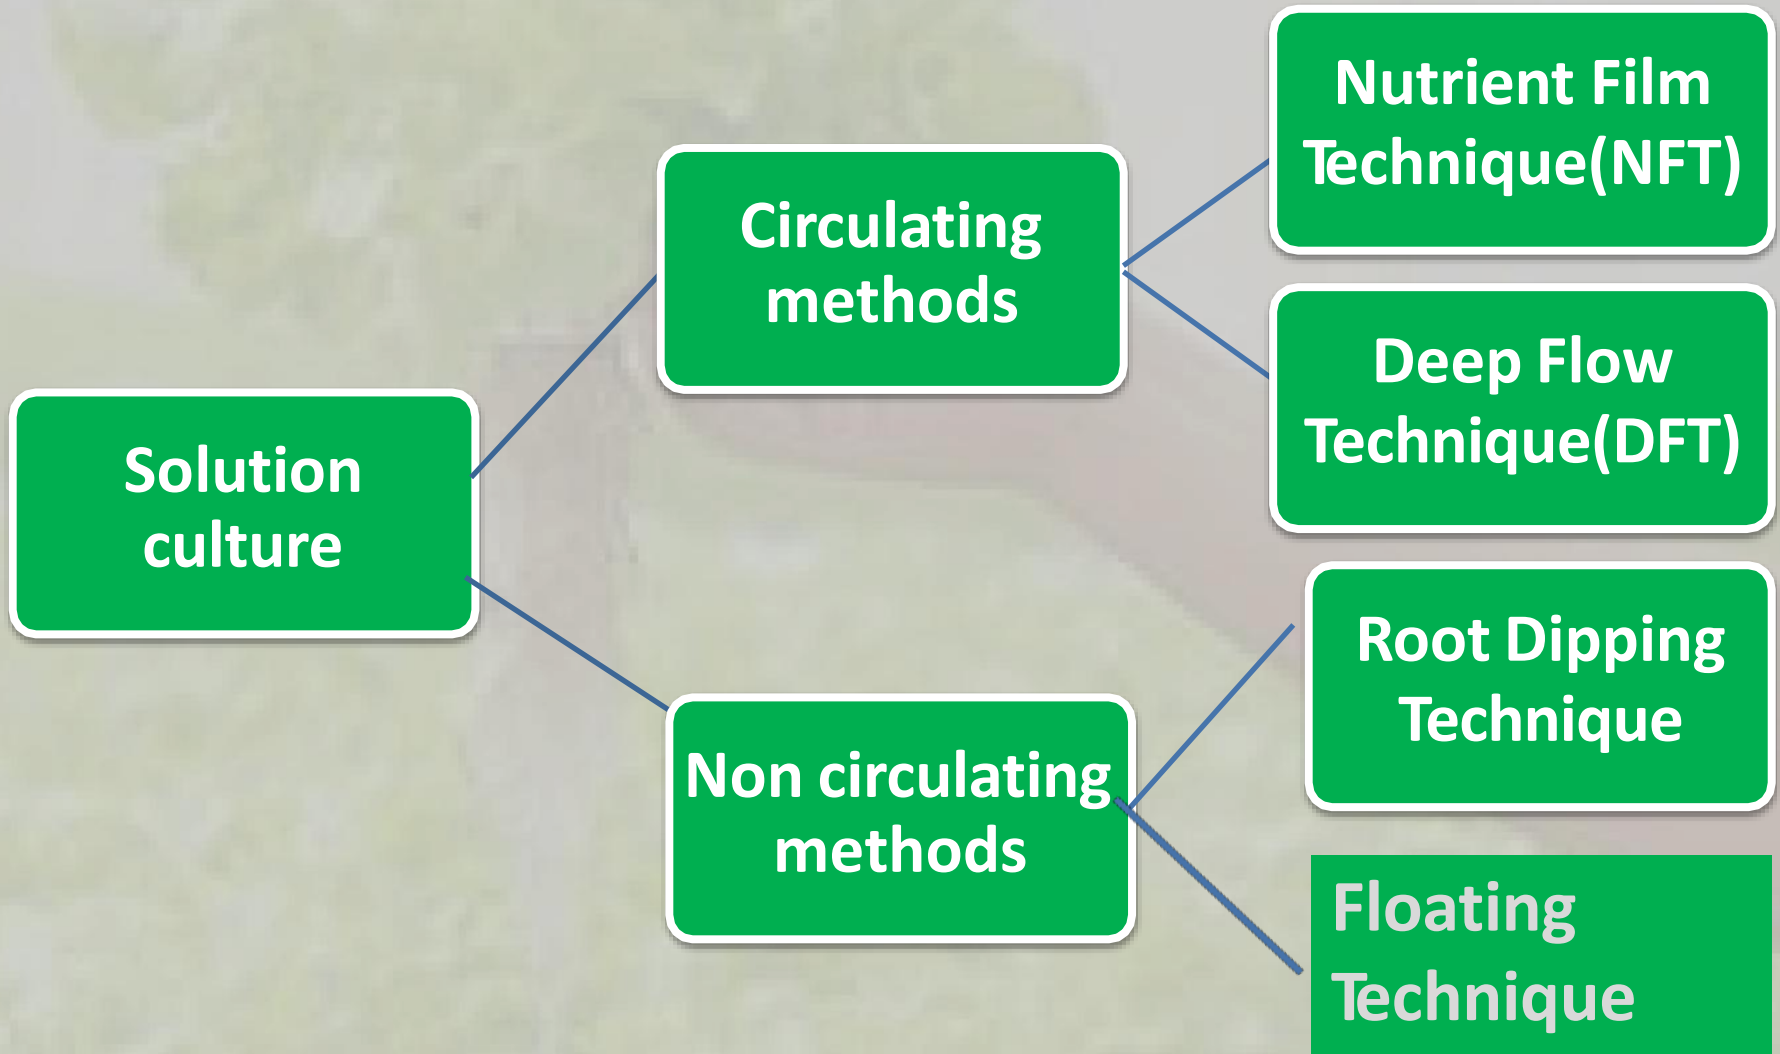 Nutrient Film
Technique(NFT)
Circulating
methods
Deep Flow
Technique(DFT)
Solution
culture
Root Dipping
Technique
Non circulating
methods
Floating
Technique